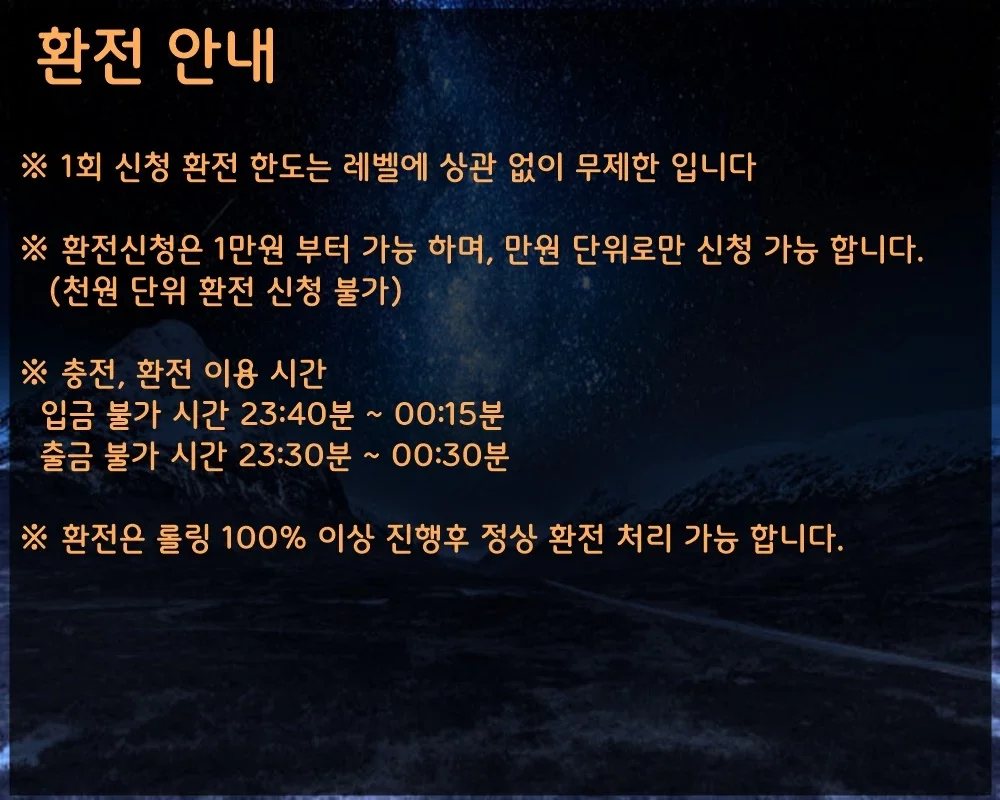 환전 안내
※ 1회 신청 환전 한도는 레벨에 상관 없이 무제한 입니다
※ 환전신청은 1만원 부터 가능 하며, 만원 단위로만 신청 가능 합니다.
(천원 단위 환전 신청 불가)
※ 충전, 환전 이용 시간
입금 불가 시간 23:40분 ~ 00:15분
출금 불가 시간 23:30분 ~ 00:30분
※ 환전은 롤링 100% 이상 진행후 정상 환전 처리 가능 합니다.